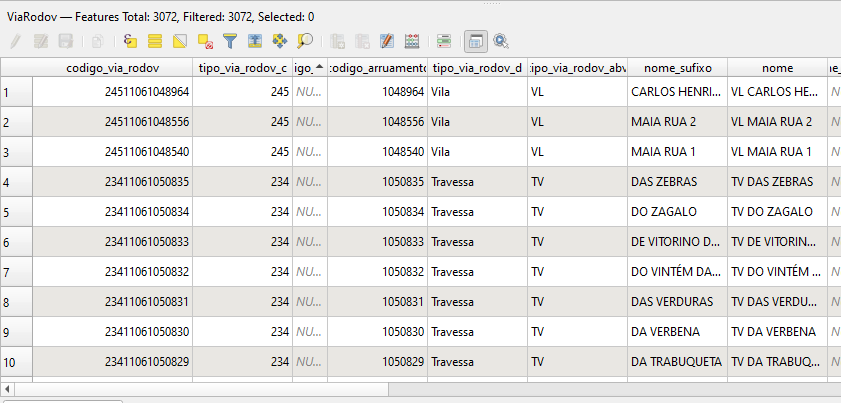 ViaRodov — Features Total: 3072, Filtered: 3072, Selected: 0
codigo_via_rodov tipo_via_rodov_c igo_ codigo_arruamento tipo_via_rodov_d tipo_via_rodov_abv nome_sufixo nome ne_
1 24511061048964 245 NU... 1048964 Vila VL CARLOS HENRI... VL CARLOS HE... N
2 24511061048556 245 NU... 1048556 Vila VL MAIA RUA 2 VL MAIA RUA 2 N
3 24511061048540 245 NU... 1048540 Vila VL MAIA RUA 1 VL MAIA RUA 1 N
4 23411061050835 234 NU... 1050835 Travessa TV DAS ZEBRAS TV DAS ZEBRAS N
5 23411061050834 234 NU... 1050834 Travessa TV DO ZAGALO TV DO ZAGALO N
6 23411061050833 234 NU... 1050833 Travessa TV DE VITORINO D... TV DE VITORIN... N
7 23411061050832 234 NU... 1050832 Travessa TV DO VINTÉM DA... TV DO VINTÉM ... N
8 23411061050831 234 NU... 1050831 Travessa TV DAS VERDURAS TV DAS VERDU... N
9 23411061050830 234 NU... 1050830 Travessa TV DA VERBENA TV DA VERBENA N
10 23411061050829 234 NU... 1050829 Travessa TV DA TRABUQUETA TV DA TRABUQ... N